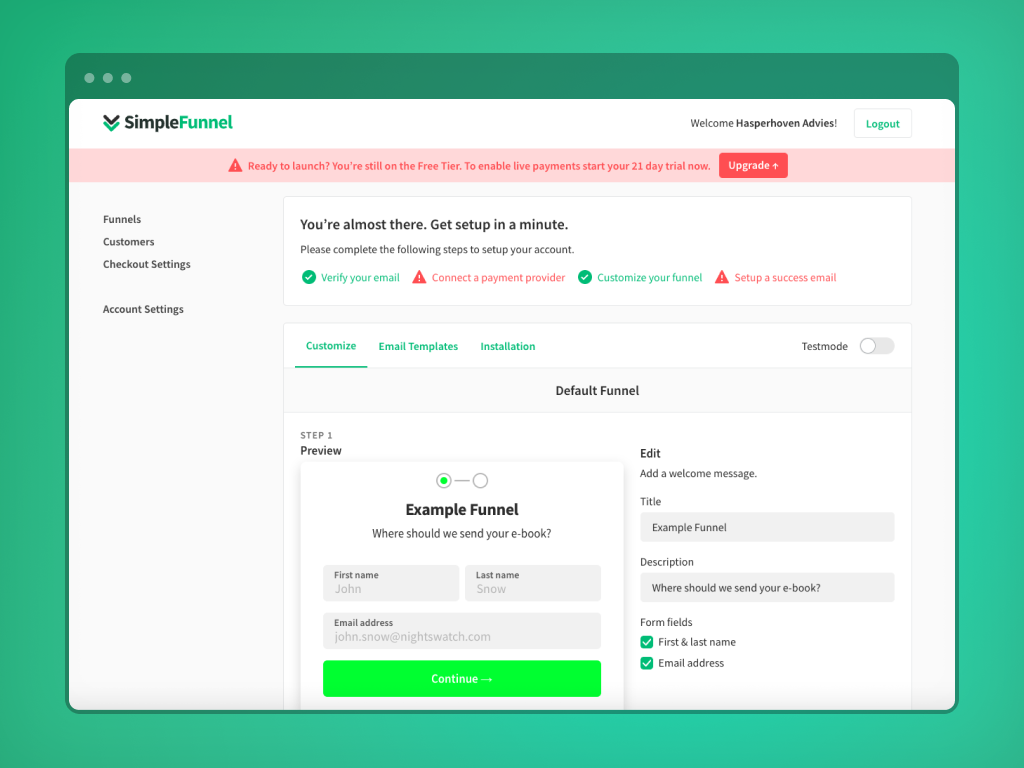 SimpleFunnel
Welcome Hasperhoven Advies!
Logout
Ready to launch? You’re still on the Free Tier. To enable live payments start your 21 day trial now.
Upgrade ↑
Funnels
Customers
Checkout Settings
Account Settings
You’re almost there. Get setup in a minute.
Please complete the following steps to setup your account.
Verify your email
Connect a payment provider
Customize your funnel
Setup a success email
Customize
Email Templates
Installation
Testmode
Default Funnel
STEP 1
Preview
Example Funnel
Where should we send your e-book?
First name
John
Last name
Snow
Email address
john.snow@nightswatch.com
Continue →
Edit
Add a welcome message.
Title
Example Funnel
Description
Where should we send your e-book?
Form fields
First & last name
Email address